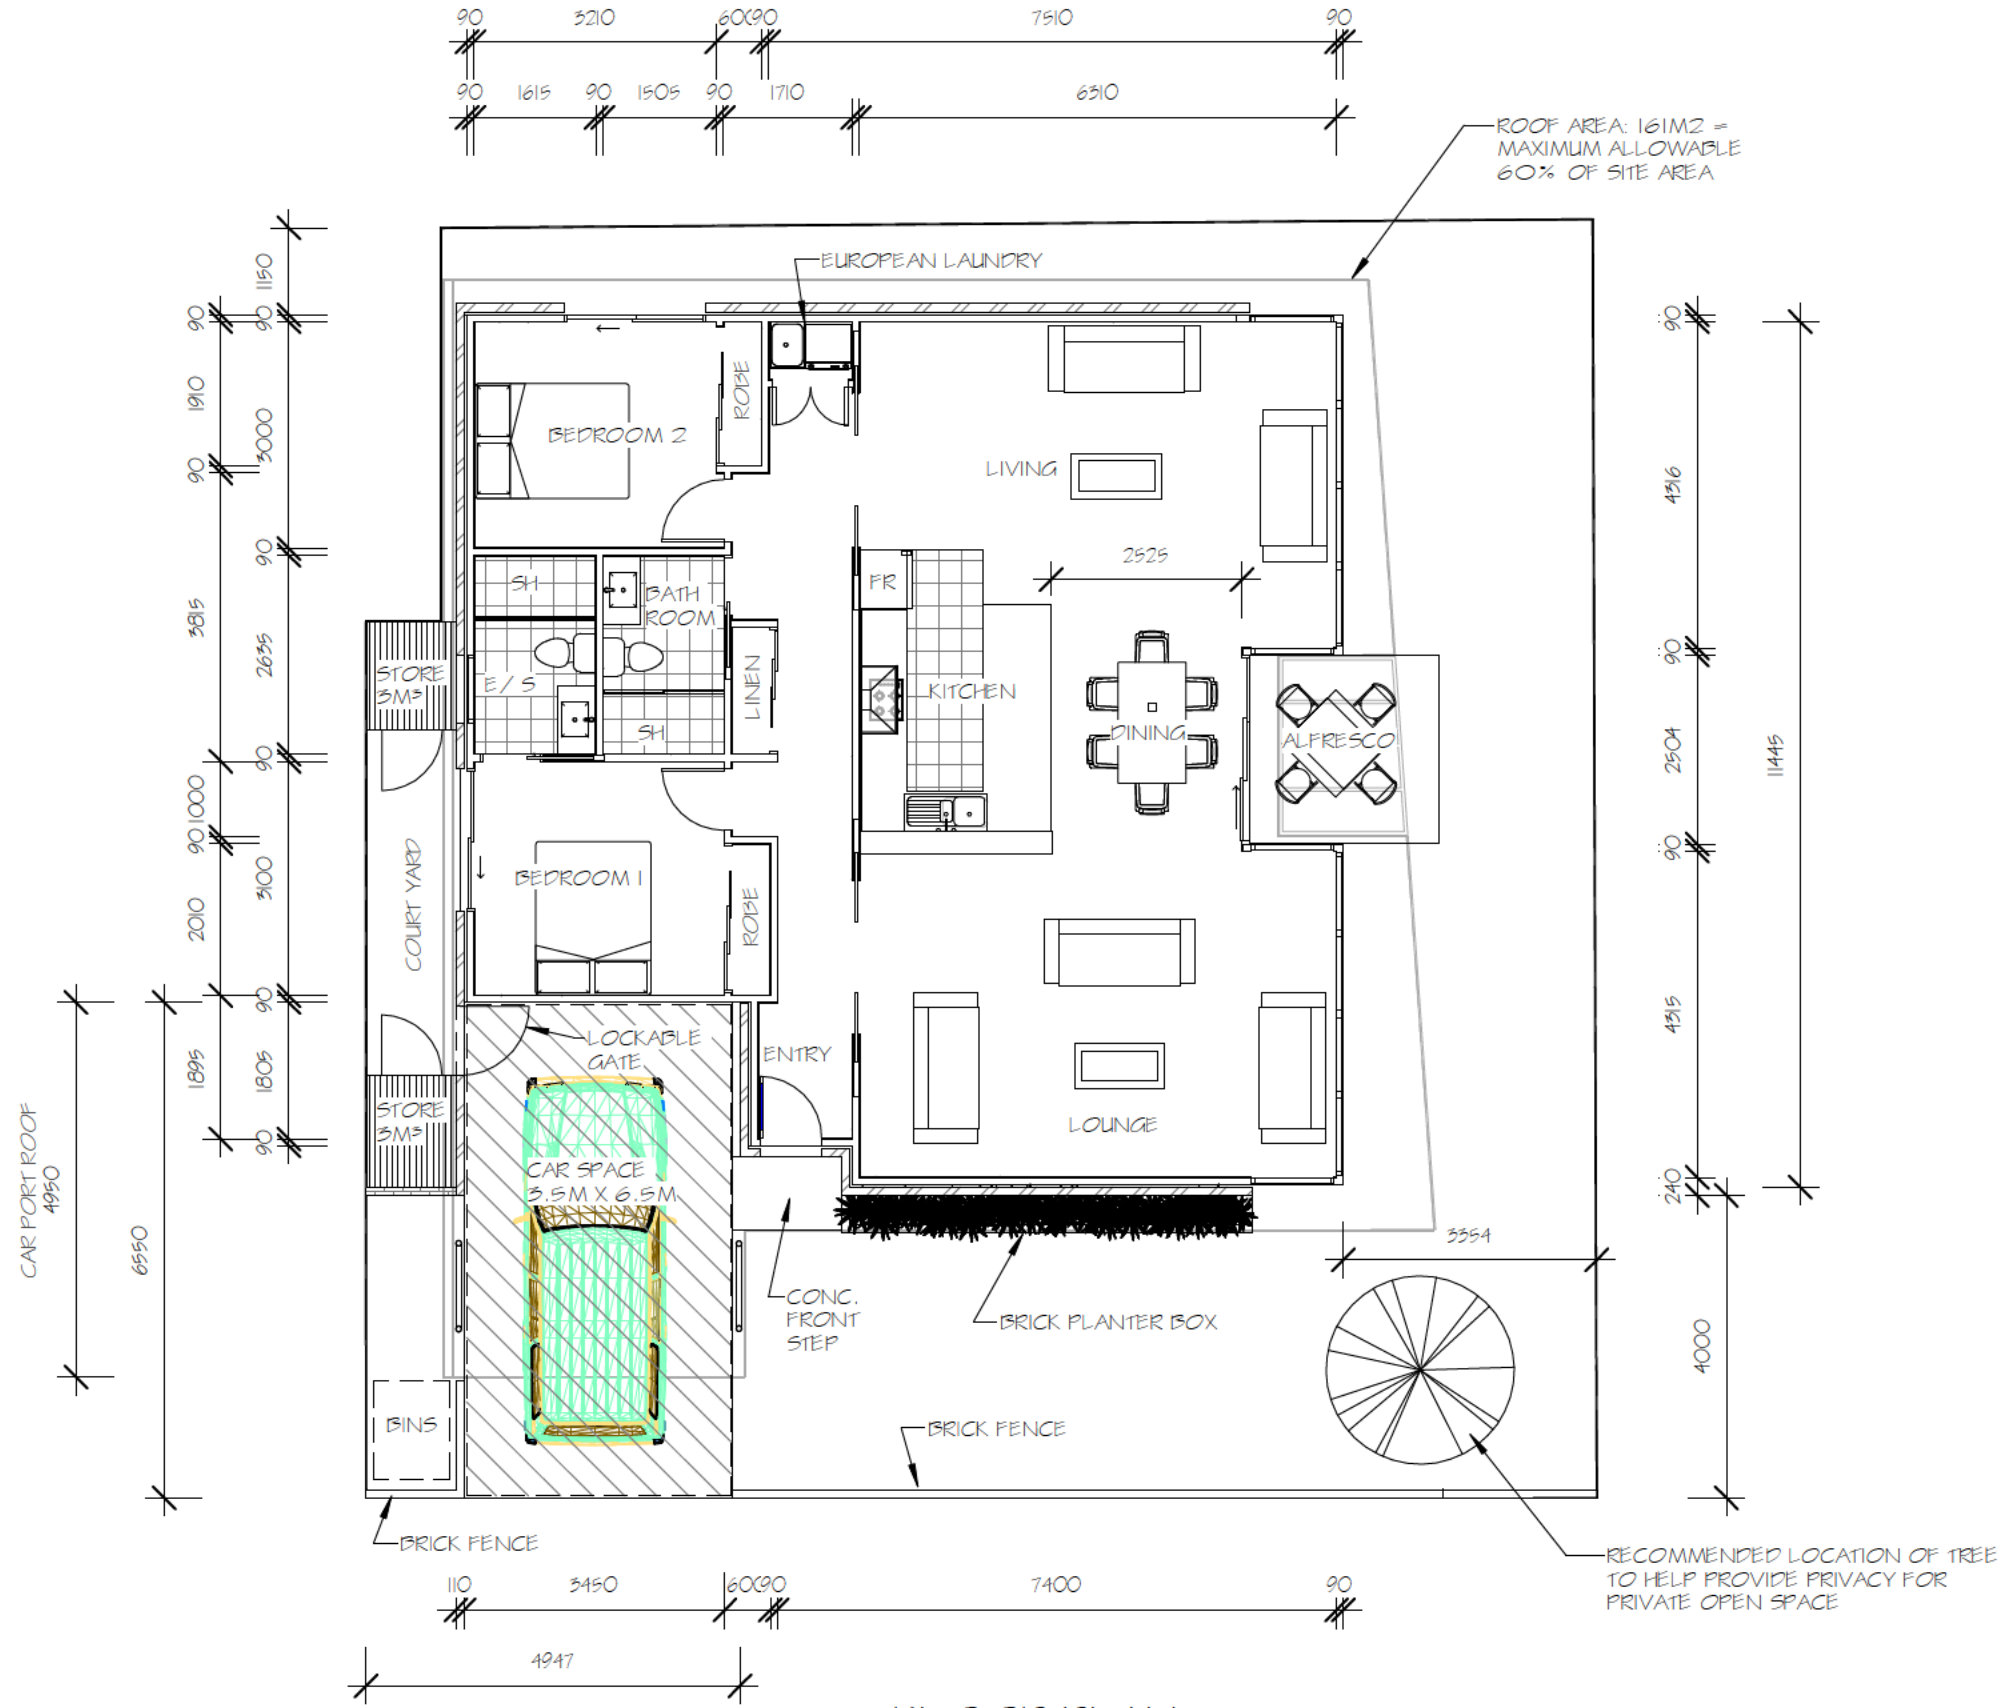 90 3210 600 90 7510 90
90 1615 90 1505 90 1710 6310
ROOF AREA: 161M2 =
MAXIMUM ALLOWABLE
60% OF SITE AREA
EUROPEAN LAUNDRY
1150
90
3000
90
2635
90
3100
90
1805
90
90
1910
90
3815
1000
90
2010
1895
CAR PORT ROOF
4950
6550
BEDROOM 2
ROBE
LIVING
2525
SH
BATH
ROOM
FR
STORE
3M³
E / S
LINEN
KITCHEN
SH
DINING
ALFRESCO
COURT YARD
BEDROOM 1
ROBE
LOCKABLE
GATE
ENTRY
STORE
3M³
LOUNGE
CAR SPACE
3.5M X 6.5M
90
4316
90
2504
90
4315
240
11445
3354
4000
CONC.
FRONT
STEP
BRICK PLANTER BOX
BINS
BRICK FENCE
BRICK FENCE
RECOMMENDED LOCATION OF TREE
TO HELP PROVIDE PRIVACY FOR
PRIVATE OPEN SPACE
110 3450 600 90 7400 90
4947